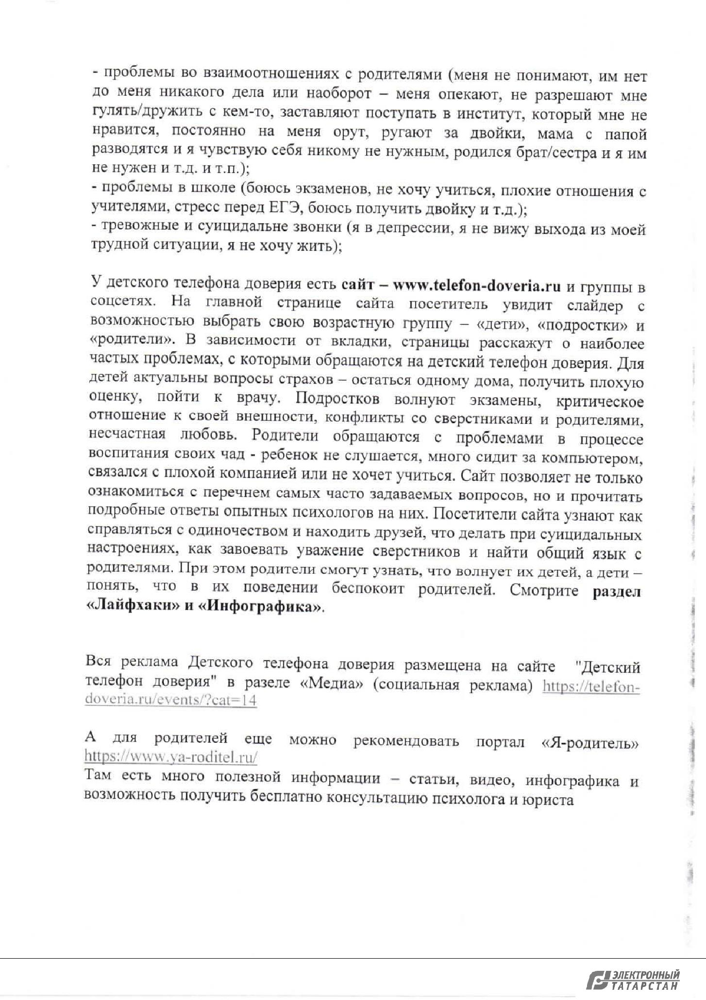 - проблемы во взаимоотношениях с родителями (меня не понимают, им нет
до меня никакого дела или наоборот – меня опекают, не разрешают мне
гулять/дружить с кем-то, заставляют поступать в институт, который мне не
нравится, постоянно на меня орут, ругают за двойки, мама с папой
разводятся и я чувствую себя никому не нужным, родился брат/сестра и я им
не нужен и т.д. и т.п.);
- проблемы в школе (боюсь экзаменов, не хочу учиться, плохие отношения с
учителями, стресс перед ЕГЭ, боюсь получить двойку и т.д.);
- тревожные и суицидальне звонки (я в депрессии, я не вижу выхода из моей
трудной ситуации, я не хочу жить);
У детского телефона доверия есть сайт – www.telefon-doveria.ru и группы в
соцсетях. На главной странице сайта посетитель увидит слайдер с
возможностью выбрать свою возрастную группу – «дети», «подростки» и
«родители». В зависимости от вкладки, страницы расскажут о наиболее
частых проблемах, с которыми обращаются на детский телефон доверия. Для
детей актуальны вопросы страхов – остаться одному дома, получить плохую
оценку, пойти к врачу. Подростков волнуют экзамены, критическое
отношение к своей внешности, конфликты со сверстниками и родителями,
несчастная любовь. Родители обращаются с проблемами в процессе
воспитания своих чад - ребенок не слушается, много сидит за компьютером,
связался с плохой компанией или не хочет учиться. Сайт позволяет не только
ознакомиться с перечнем самых часто задаваемых вопросов, но и прочитать
подробные ответы опытных психологов на них. Посетители сайта узнают как
справляться с одиночеством и находить друзей, что делать при суицидальных
настроениях, как завоевать уважение сверстников и найти общий язык с
родителями. При этом родители смогут узнать, что волнует их детей, а дети –
понять, что в их поведении беспокоит родителей. Смотрите раздел
«Лайфхаки» и «Инфографика».
Вся реклама Детского телефона доверия размещена на сайте "Детский
телефон доверия" в разеле «Медиа» (социальная реклама) https://telefon-
doveria.ru/events/?cat=14
А для родителей еще можно рекомендовать портал «Я-родитель»
https://www.ya-roditel.ru/
Там есть много полезной информации – статьи, видео, инфографика и
возможность получить бесплатно консультацию психолога и юриста
ЭЛЕКТРОННЫЙ
ТАТАРСТАН